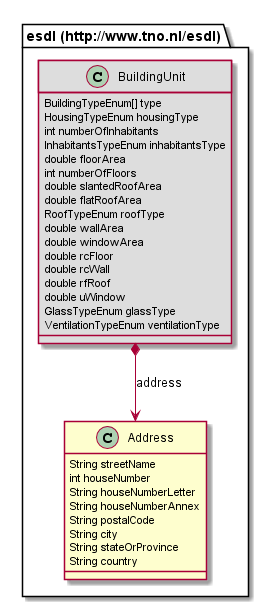 esdl (http://www.tno.nl/esdl)
C BuildingUnit
BuildingTypeEnum[] type
HousingTypeEnum housingType
int numberOfInhabitants
InhabitantsTypeEnum inhabitantsType
double floorArea
int numberOfFloors
double slantedRoofArea
double flatRoofArea
RoofTypeEnum roofType
double wallArea
double windowArea
double rcFloor
double rcWall
double rfRoof
double uWindow
GlassTypeEnum glassType
VentilationTypeEnum ventilationType
address
C Address
String streetName
int houseNumber
String houseNumberLetter
String houseNumberAnnex
String postalCode
String city
String stateOrProvince
String country